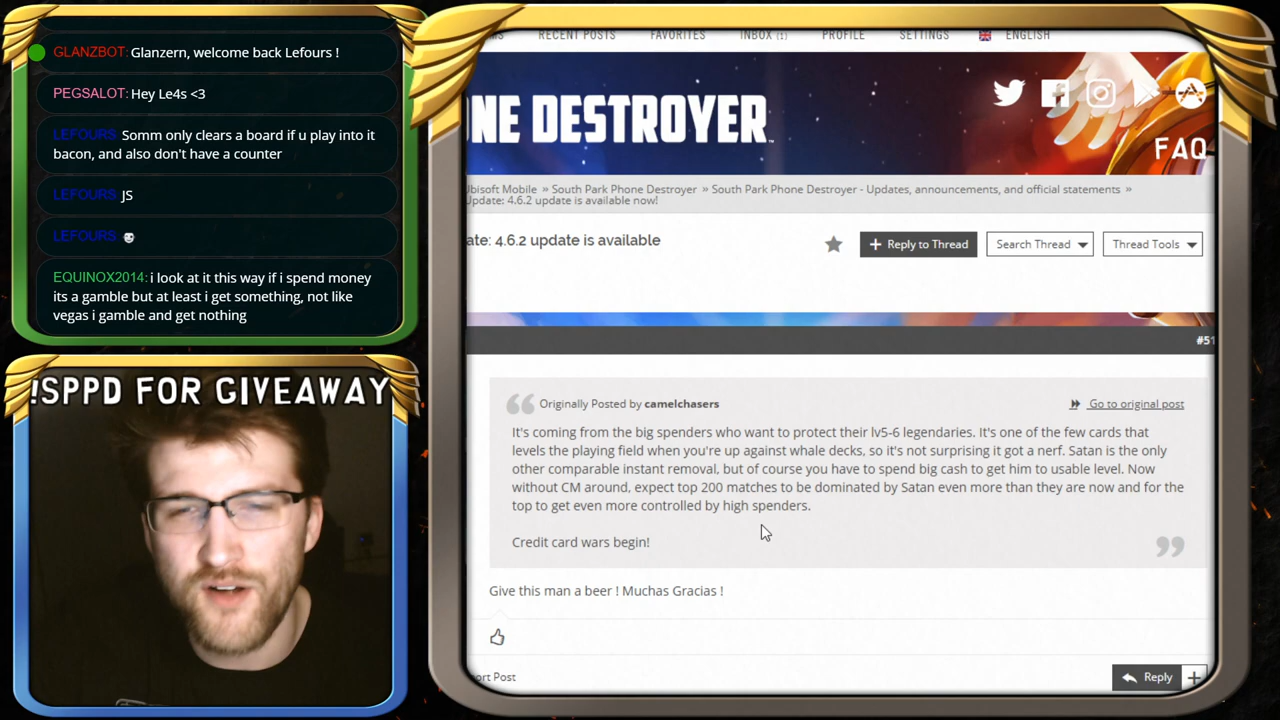 GLANZBOT: Glanzern, welcome back Lefours !
PEGSALOT: Hey Le4s <3
LEFOURS: Somm only clears a board if u play into it
bacon, and also don't have a counter
LEFOURS: JS
LEFOURS:
EQUINOX2014: i look at it this way if i spend money
its a gamble but at least i get something, not like
vegas i gamble and get nothing
!SPPD FOR GIVEAWAY
RECENT POSTS FAVORITES INBOX (1) PROFILE SETTINGS ENGLISH
NE DESTROYER
FAQ
Ubisoft Mobile » South Park Phone Destroyer » South Park Phone Destroyer - Updates, announcements, and official statements »
Update: 4.6.2 update is available now!
ate: 4.6.2 update is available
+ Reply to Thread
Search Thread
Thread Tools
#51
Originally Posted by camelchasers
Go to original post
It's coming from the big spenders who want to protect their lv5-6 legendaries. It's one of the few cards that
levels the playing field when you're up against whale decks, so it's not surprising it got a nerf. Satan is the only
other comparable instant removal, but of course you have to spend big cash to get him to usable level. Now
without CM around, expect top 200 matches to be dominated by Satan even more than they are now and for the
top to get even more controlled by high spenders.
Credit card wars begin!
Give this man a beer ! Muchas Gracias !
ort Post
Reply